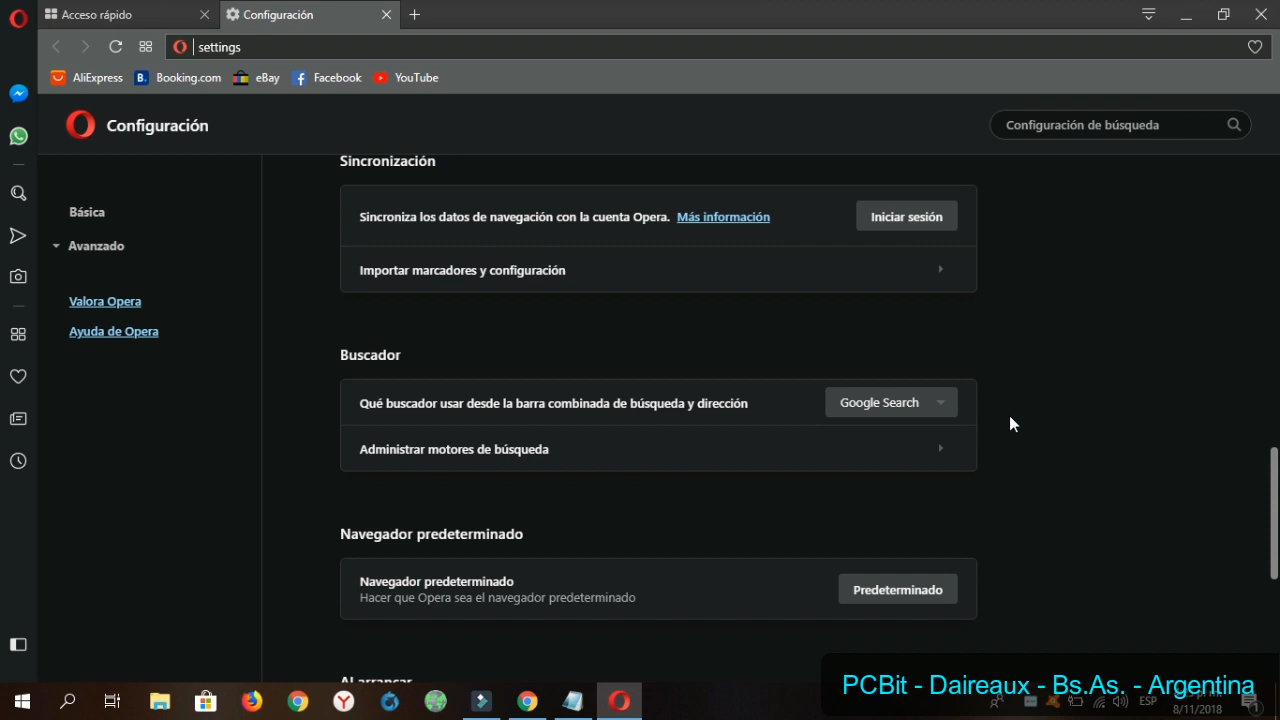 Acceso rápido
Configuración
settings
AliExpress
Booking.com
eBay
Facebook
YouTube
Configuración
Configuración de búsqueda
Básica
Avanzado
Valora Opera
Ayuda de Opera
Sincronización
Sincroniza los datos de navegación con la cuenta Opera. Más información
Iniciar sesión
Importar marcadores y configuración
Buscador
Qué buscador usar desde la barra combinada de búsqueda y dirección
Google Search
Administrar motores de búsqueda
Navegador predeterminado
Navegador predeterminado
Hacer que Opera sea el navegador predeterminado
Predeterminado
Al arrancar
PCBit - Daireaux - Bs.As. - Argentina
ESP
8/11/2018